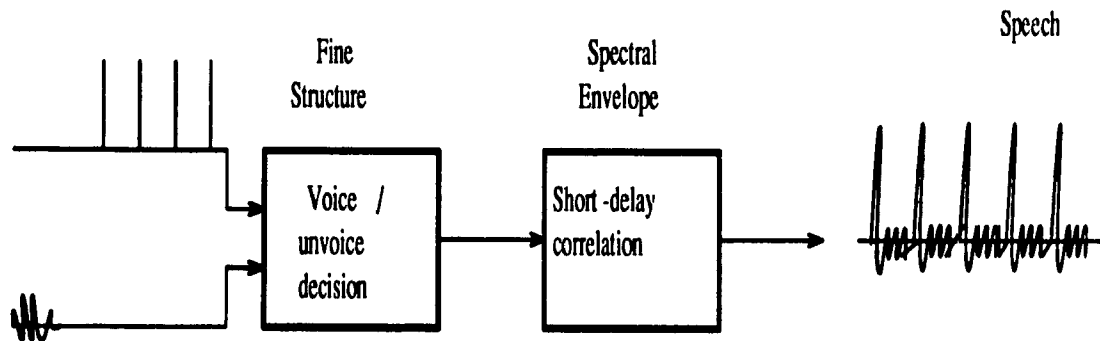 Speech
Fine
Structure
Spectral
Envelope
Voice /
unvoice
decision
Short -delay
correlation